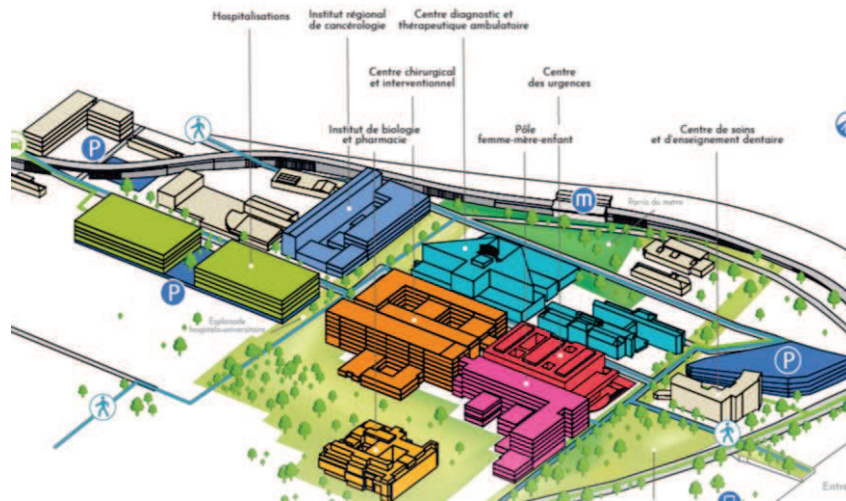 Hospitalisations
Institut régional
de cancérologie
Centre diagnostic et
thérapeutique ambulatoire
Centre chirurgical
et interventionnel
Centre
des urgences
Institut de biologie
et pharmacie
Pôle
femme-mère-enfant
Centre de soins
et d'enseignement dentaire
P
m
Parvis du métro
P
Esplanade
hospitalo-universitaire
P
Entré